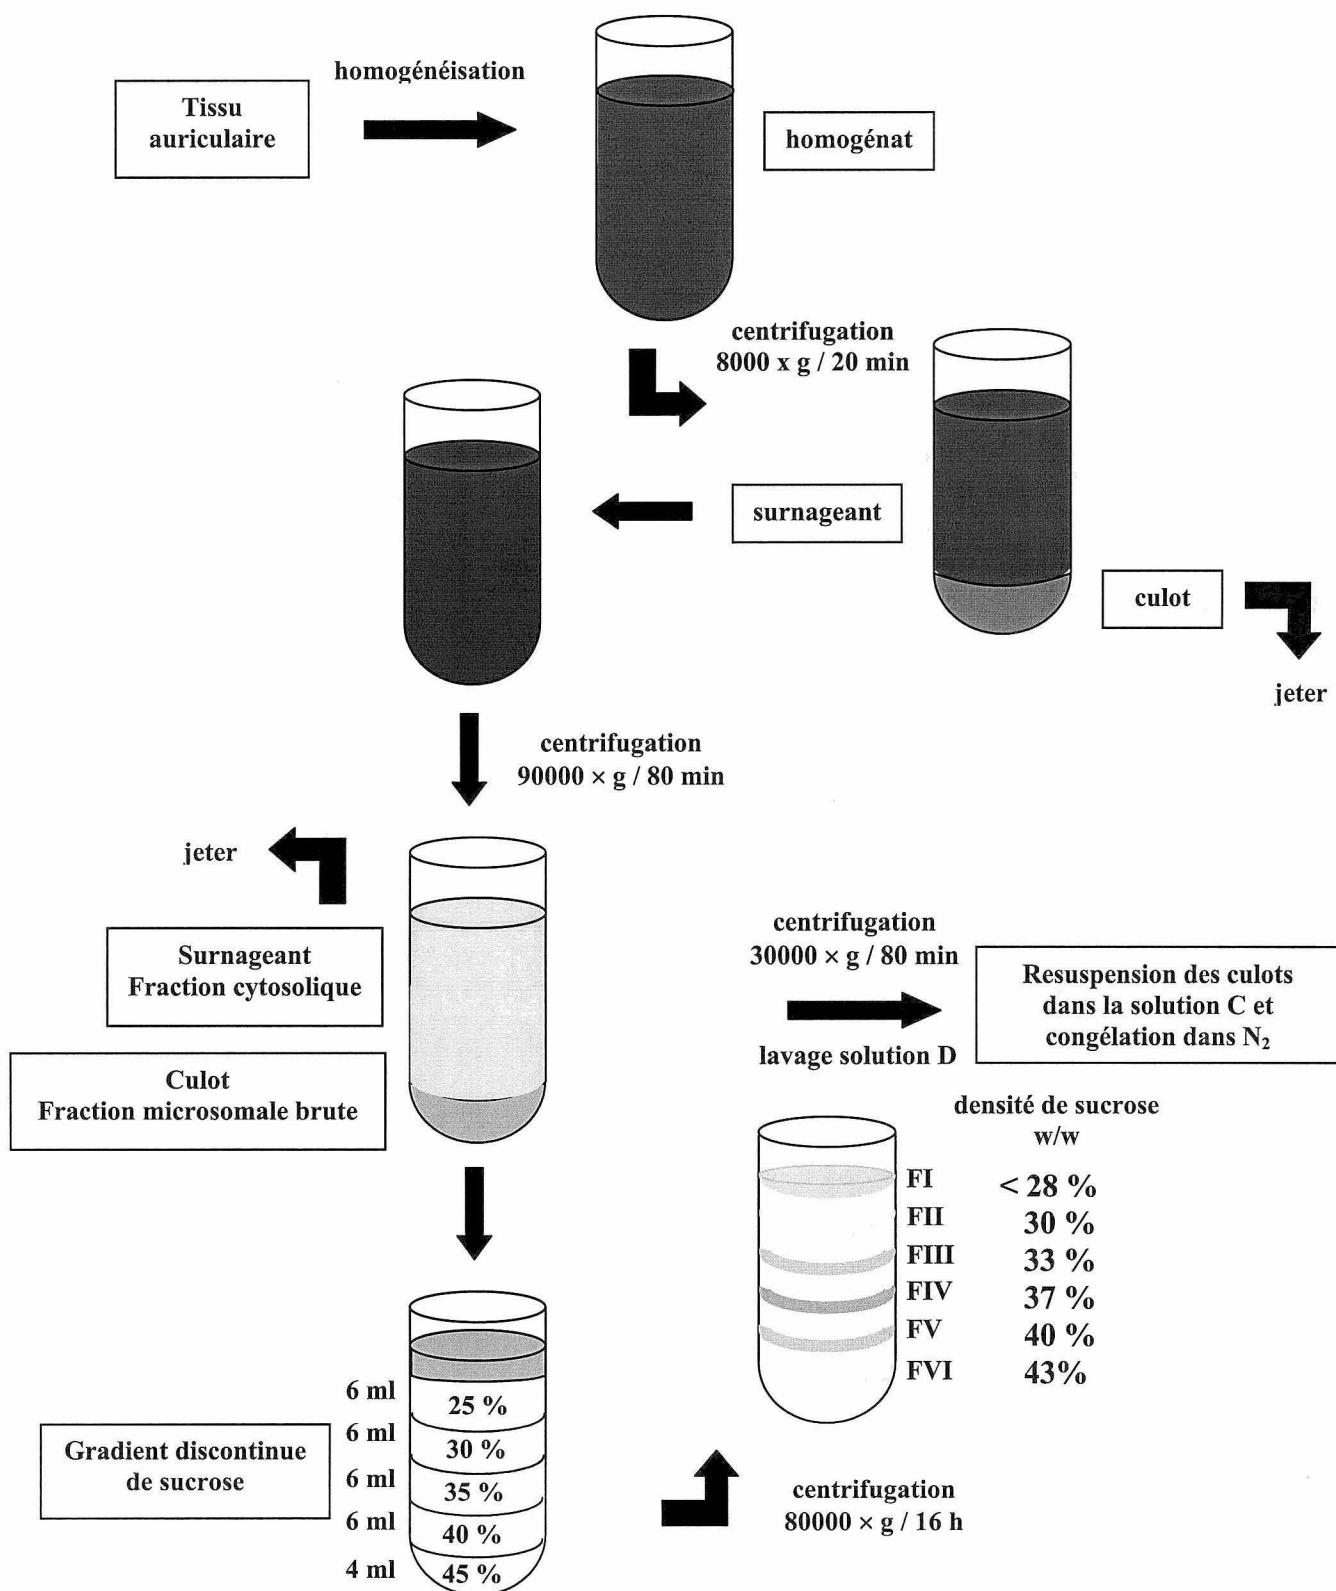 homogénéisation
Tissu
auriculaire
homogénat
centrifugation
8000 x g / 20 min
surnageant
culot
jeter
centrifugation
90000 × g / 80 min
jeter
Surnageant
Fraction cytosolique
Culot
Fraction microsomale brute
centrifugation
30000 × g / 80 min
lavage solution D
Resuspension des culots
dans la solution C et
congélation dans N₂
densité de sucrose
w/w
FI < 28 %
FII 30 %
FIII 33 %
FIV 37 %
FV 40 %
FVI 43%
Gradient discontinue
de sucrose
6 ml 25 %
6 ml 30 %
6 ml 35 %
6 ml 40 %
4 ml 45 %
centrifugation
80000 × g / 16 h